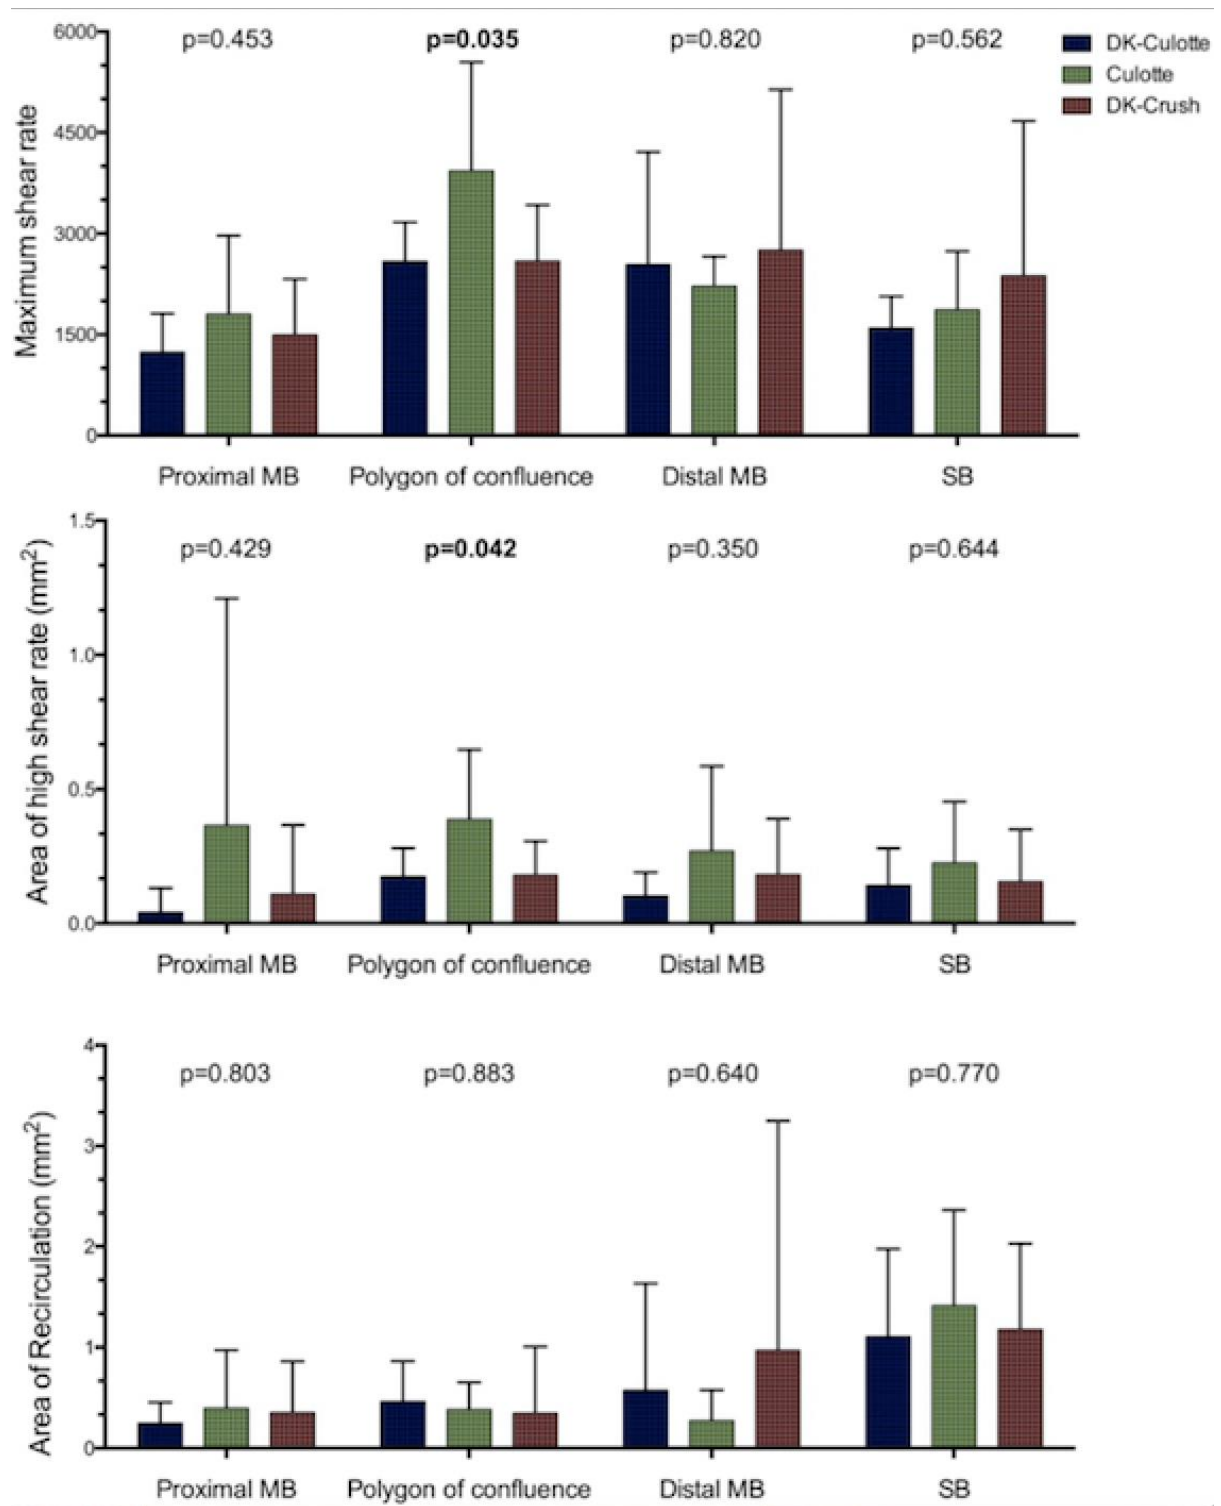 6000
p=0.453
p=0.035
p=0.820
p=0.562
DK-Culotte
Culotte
DK-Crush
Maximum shear rate
4500
3000
1500
0
Proximal MB
Polygon of confluence
Distal MB
SB
1.5
p=0.429
p=0.042
p=0.350
p=0.644
Area of high shear rate (mm²)
1.0
0.5
0.0
Proximal MB
Polygon of confluence
Distal MB
SB
4
p=0.803
p=0.883
p=0.640
p=0.770
Area of Recirculation (mm²)
3
2
1
0
Proximal MB
Polygon of confluence
Distal MB
SB